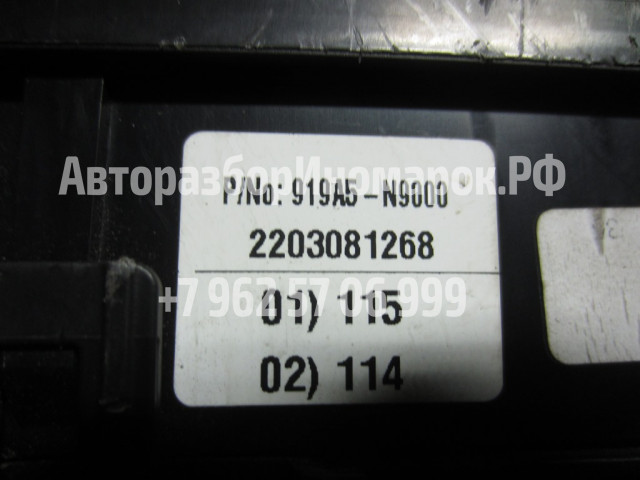 АвторазборИномарок.РФ
P/No: 919A5-N9000
2203081268
+7 962 57 06 999
01) 115
02) 114